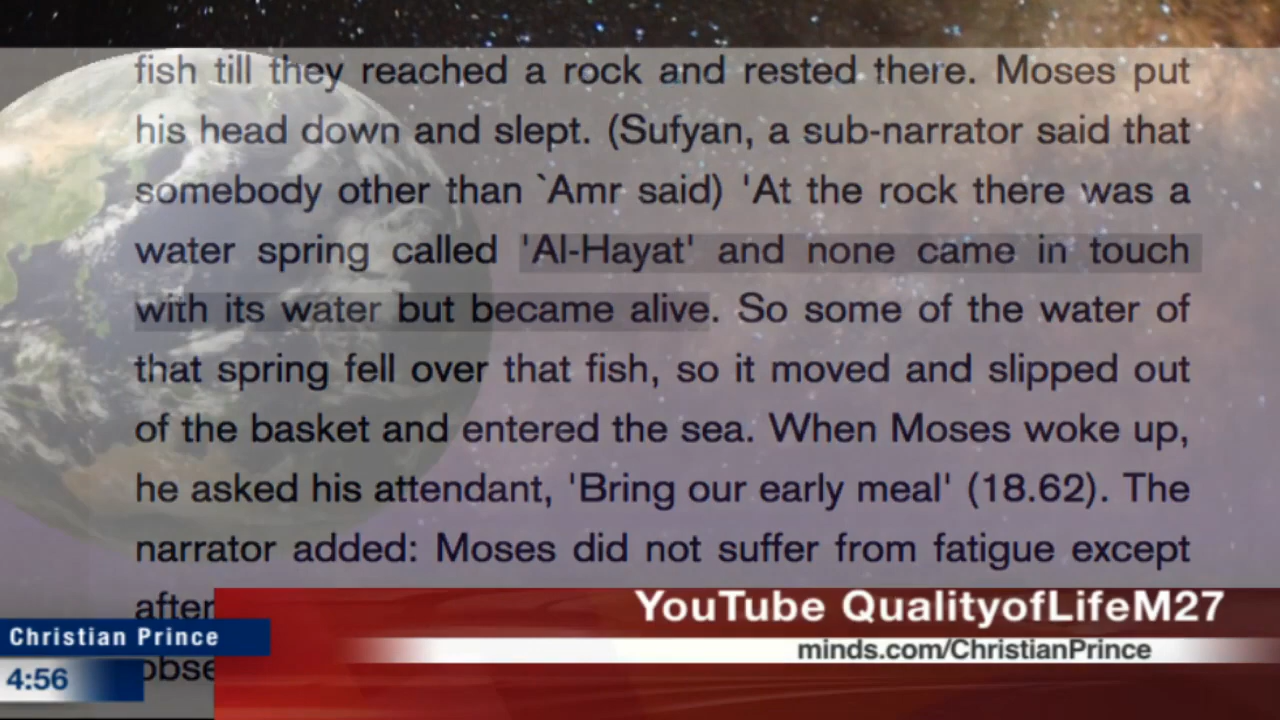 fish till they reached a rock and rested there. Moses put
his head down and slept. (Sufyan, a sub-narrator said that
somebody other than `Amr said) 'At the rock there was a
water spring called 'Al-Hayat' and none came in touch
with its water but became alive. So some of the water of
that spring fell over that fish, so it moved and slipped out
of the basket and entered the sea. When Moses woke up,
he asked his attendant, 'Bring our early meal' (18.62). The
narrator added: Moses did not suffer from fatigue except
after
obse
YouTube QualityofLifeM27
Christian Prince
minds.com/ChristianPrince
4:56